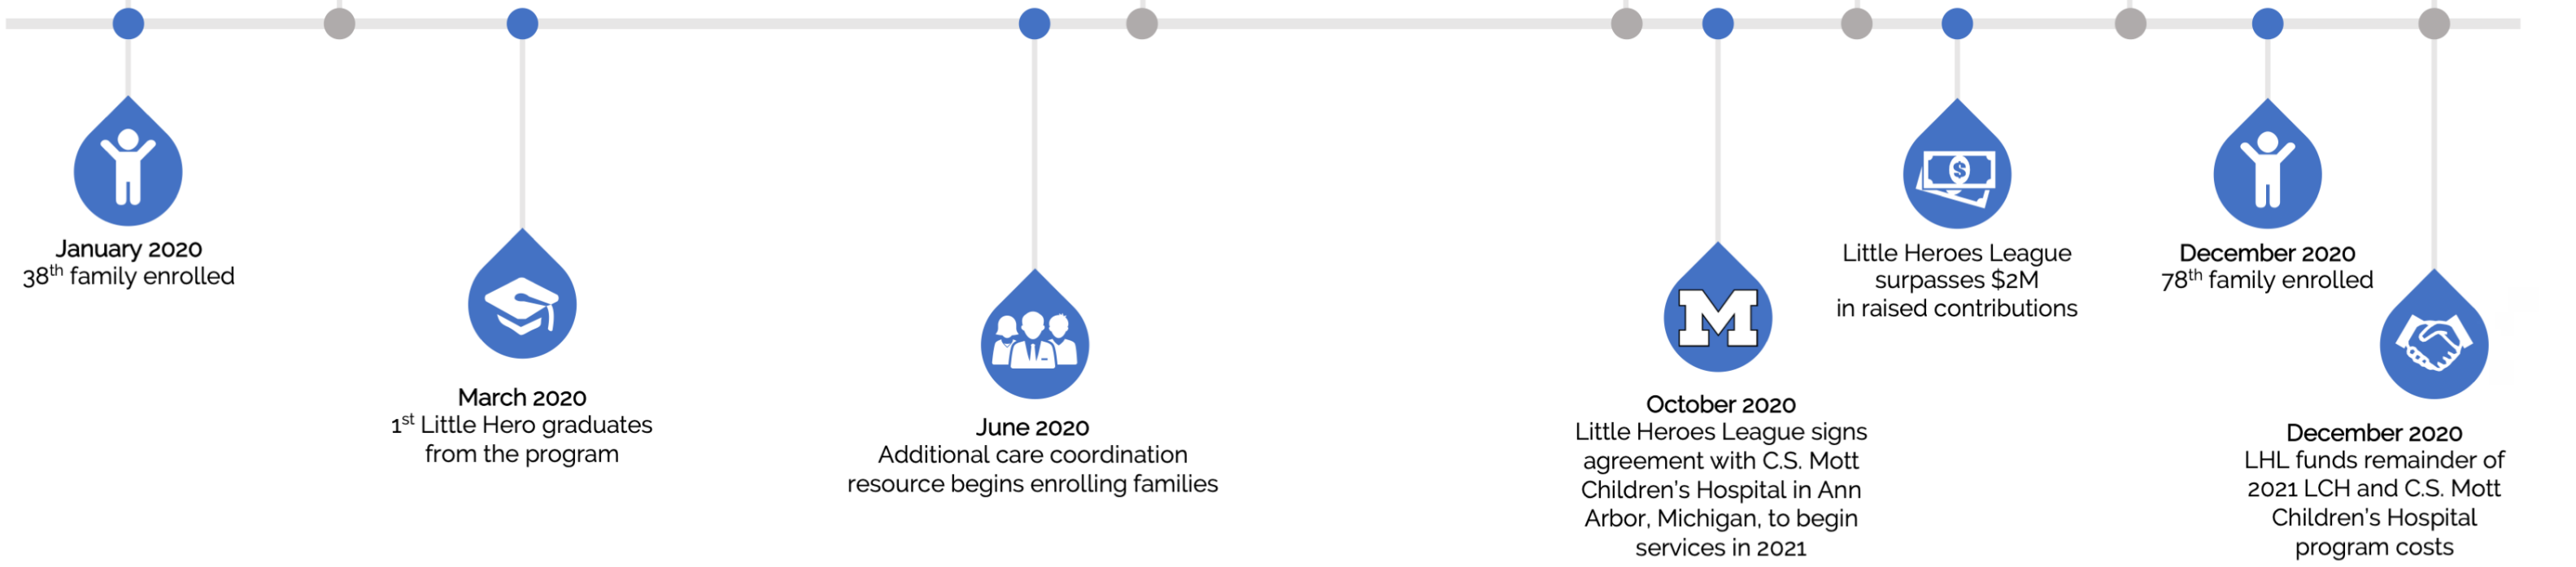 January 2020
38th family enrolled
March 2020
1st Little Hero graduates
from the program
June 2020
Additional care coordination
resource begins enrolling families
M
October 2020
Little Heroes League signs
agreement with C.S. Mott
Children's Hospital in Ann
Arbor, Michigan, to begin
services in 2021
$
Little Heroes League
surpasses $2M
in raised contributions
December 2020
78th family enrolled
December 2020
LHL funds remainder of
2021 LCH and C.S. Mott
Children's Hospital
program costs